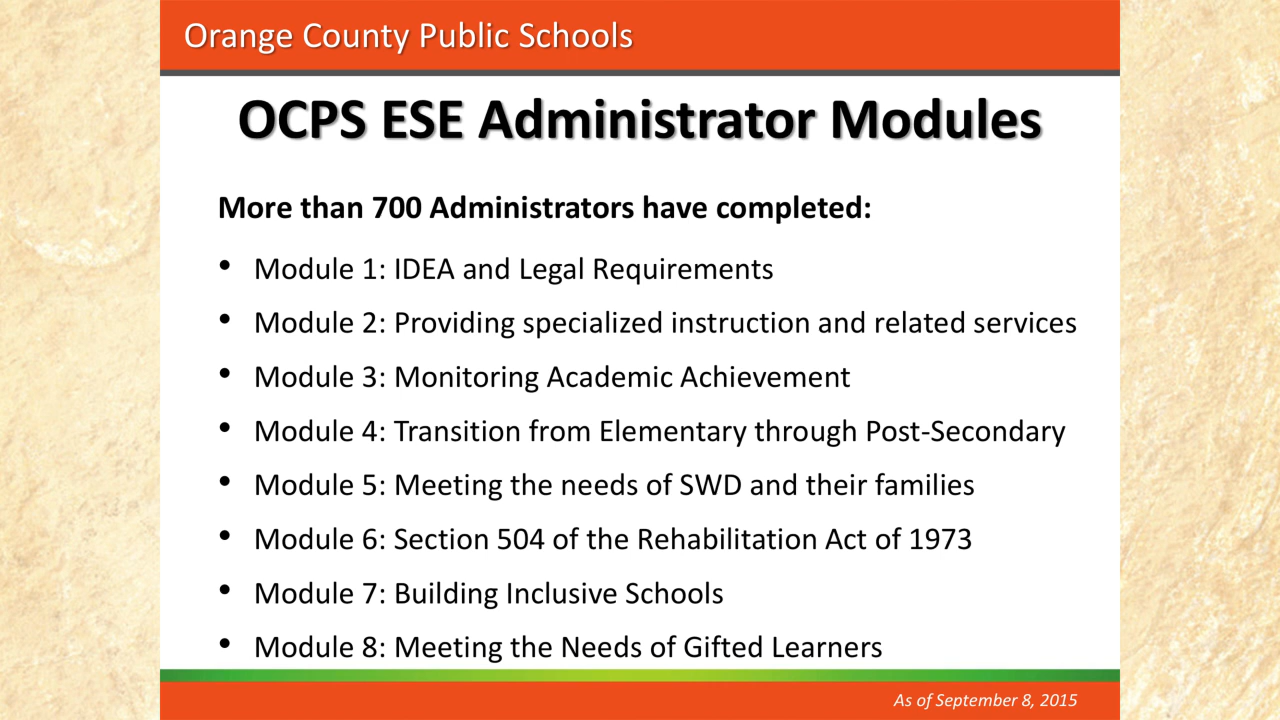 Orange County Public Schools
OCPS ESE Administrator Modules
More than 700 Administrators have completed:
• Module 1: IDEA and Legal Requirements
• Module 2: Providing specialized instruction and related services
• Module 3: Monitoring Academic Achievement
• Module 4: Transition from Elementary through Post-Secondary
• Module 5: Meeting the needs of SWD and their families
• Module 6: Section 504 of the Rehabilitation Act of 1973
• Module 7: Building Inclusive Schools
• Module 8: Meeting the Needs of Gifted Learners
As of September 8, 2015